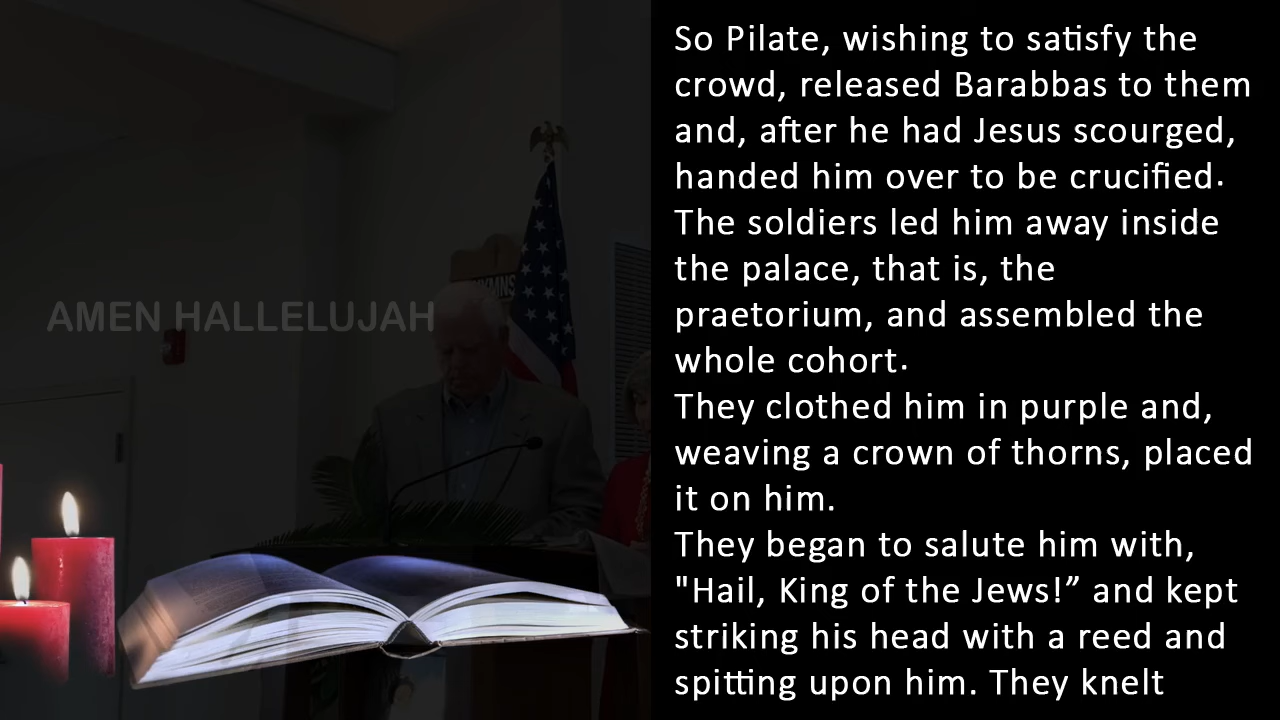 AMEN HALLELUJAH
So Pilate, wishing to satisfy the
crowd, released Barabbas to them
and, after he had Jesus scourged,
handed him over to be crucified.
The soldiers led him away inside
the palace, that is, the
praetorium, and assembled the
whole cohort.
They clothed him in purple and,
weaving a crown of thorns, placed
it on him.
They began to salute him with,
"Hail, King of the Jews!” and kept
striking his head with a reed and
spitting upon him. They knelt